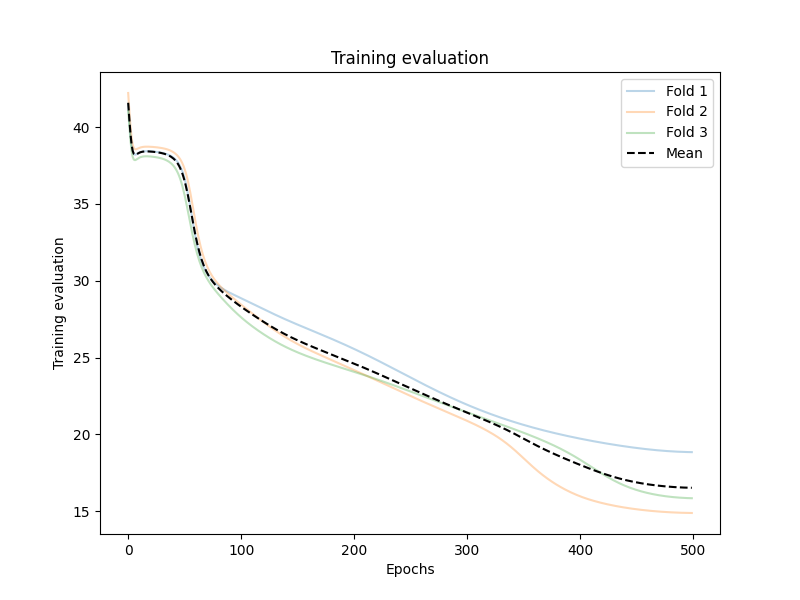 Training evaluation
Fold 1
Fold 2
Fold 3
Mean
Training evaluation
40
35
30
25
20
15
0 100 200 300 400 500
Epochs